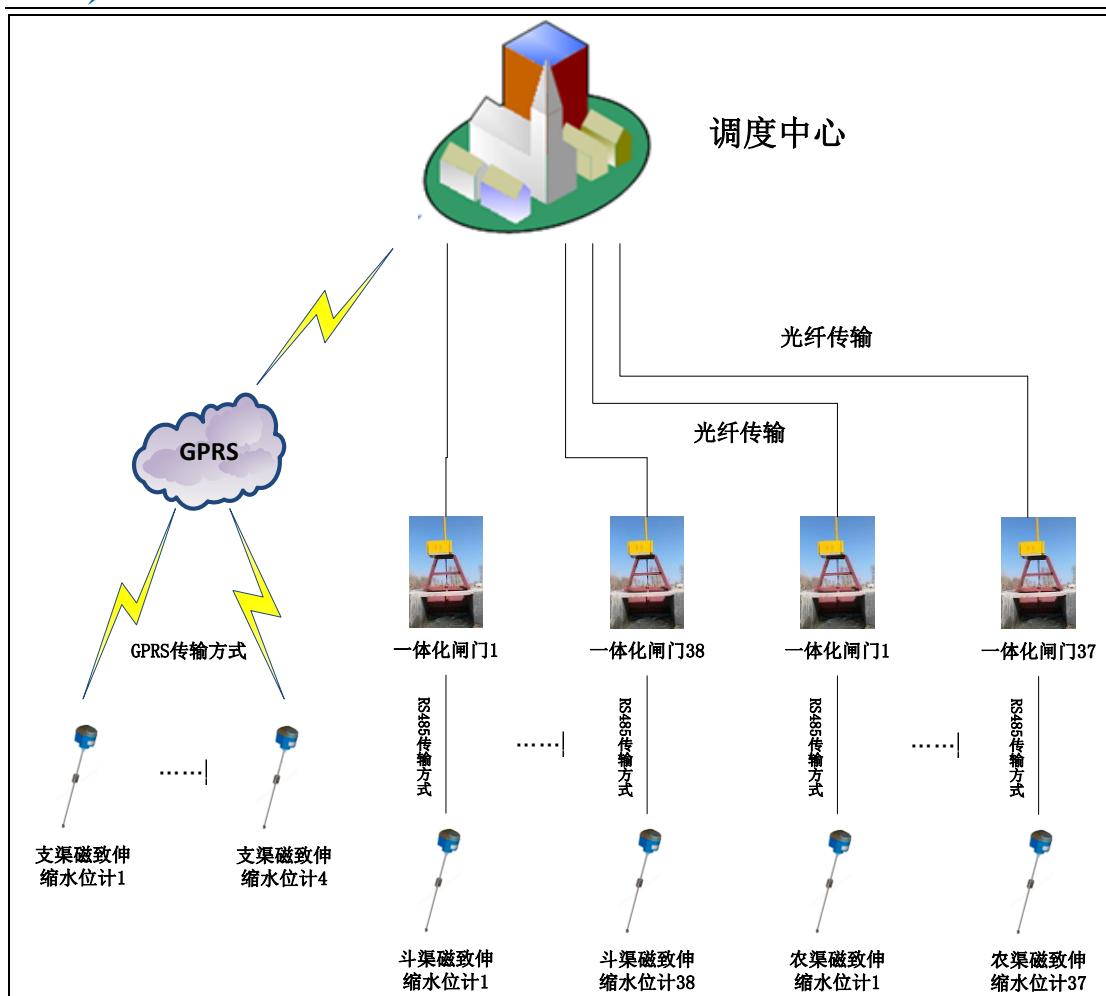 调度中心
光纤传输
光纤传输
GPRS
GPRS传输方式
一体化闸门1
一体化闸门38
一体化闸门1
一体化闸门37
RS485传输方式
RS485传输方式
RS485传输方式
RS485传输方式
……
……
……
支渠磁致伸
缩水位计1
支渠磁致伸
缩水位计4
斗渠磁致伸
缩水位计1
斗渠磁致伸
缩水位计38
农渠磁致伸
缩水位计1
农渠磁致伸
缩水位计37